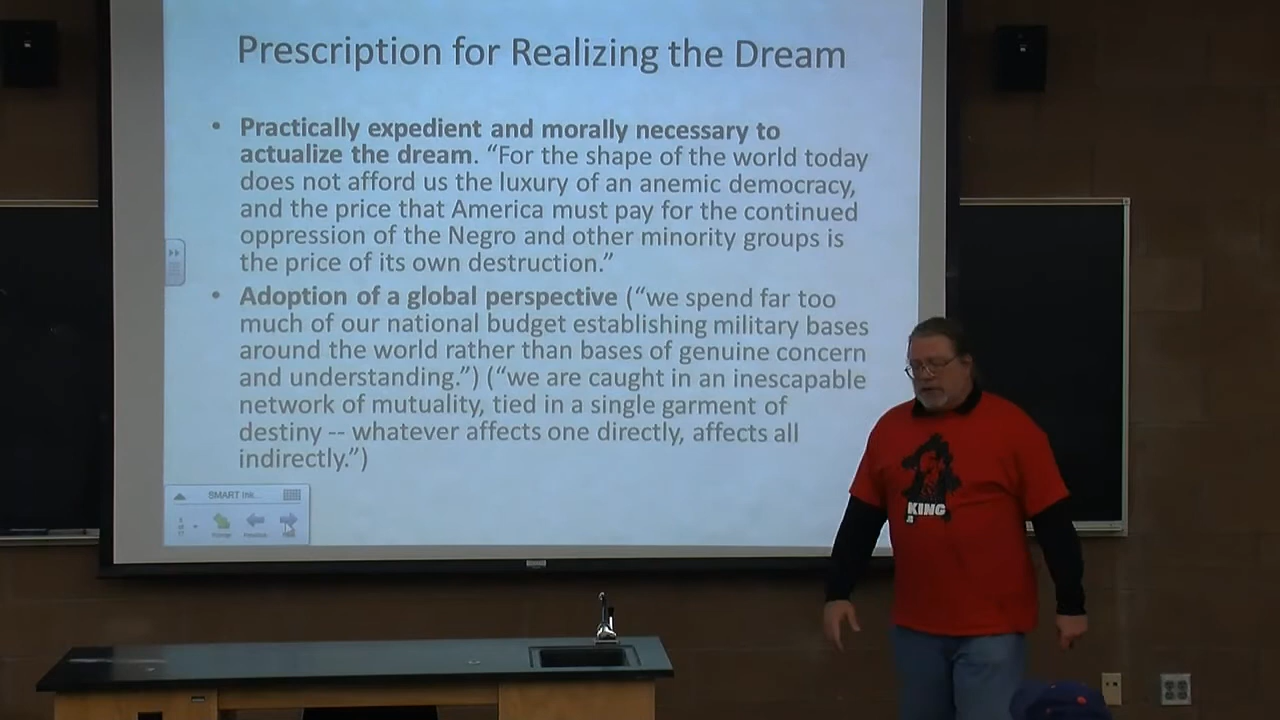 Prescription for Realizing the Dream
• Practically expedient and morally necessary to
actualize the dream. “For the shape of the world today
does not afford us the luxury of an anemic democracy,
and the price that America must pay for the continued
oppression of the Negro and other minority groups is
the price of its own destruction.”
• Adoption of a global perspective (“we spend far too
much of our national budget establishing military bases
around the world rather than bases of genuine concern
and understanding.”) (“we are caught in an inescapable
network of mutuality, tied in a single garment of
destiny -- whatever affects one directly, affects all
indirectly.”)
SMART Ink...
Previous
KING